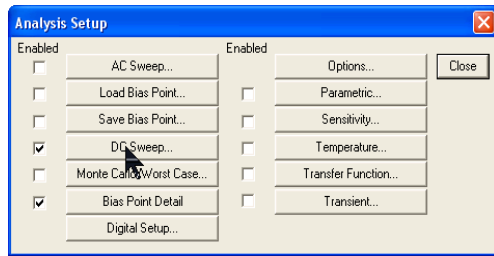 Analysis Setup
Enabled
Enabled
AC Sweep...
Options...
Close
Load Bias Point...
Parametric...
Save Bias Point...
Sensitivity...
DC Sweep...
Temperature...
Monte Carlo/Worst Case...
Transfer Function...
Bias Point Detail
Transient...
Digital Setup...